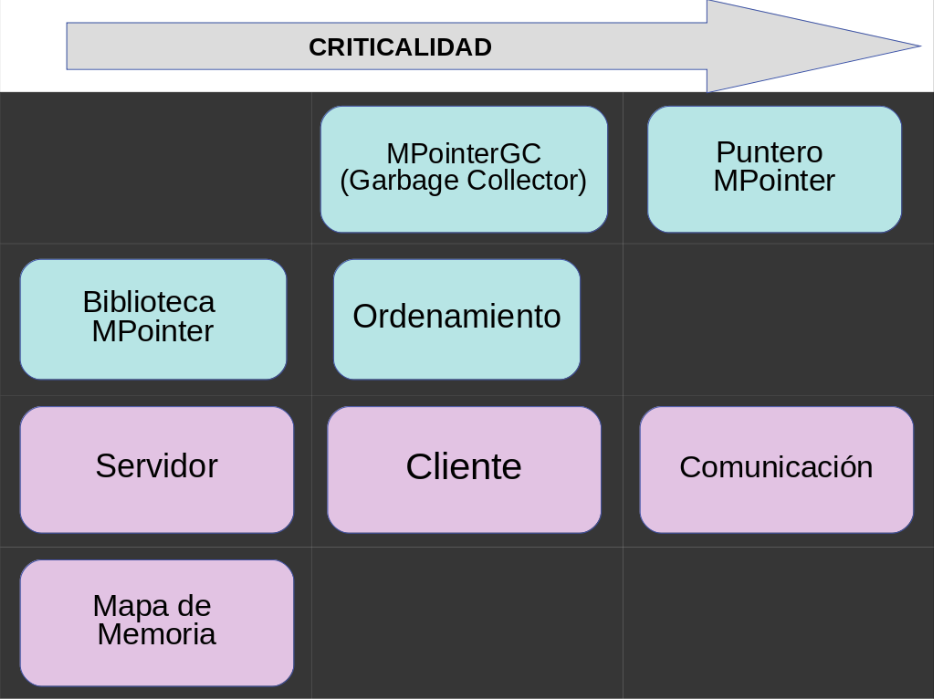 CRITICALIDAD
MPointerGC
(Garbage Collector)
Puntero
MPointer
Biblioteca
MPointer
Ordenamiento
Servidor
Cliente
Comunicación
Mapa de
Memoria